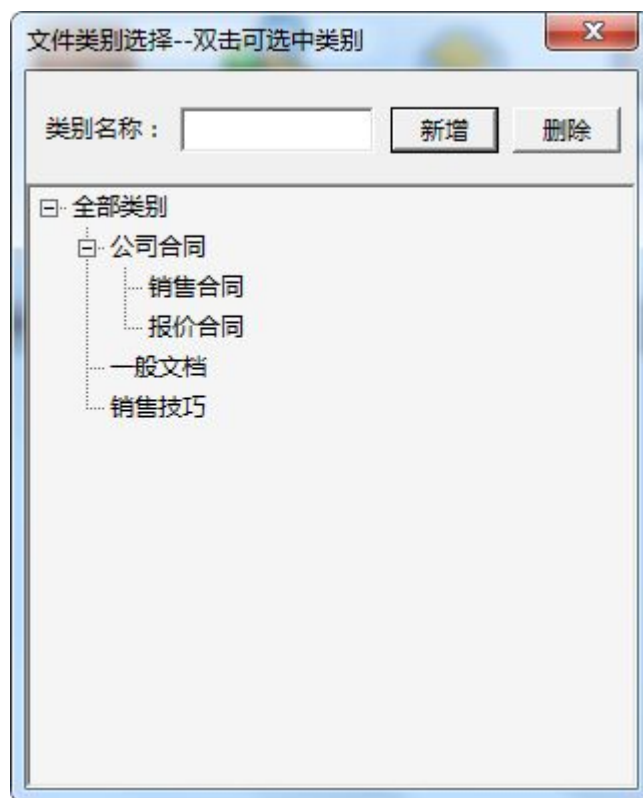 文件类别选择--双击可选中类别
类别名称： 新增 删除
全部类别
公司合同
销售合同
报价合同
一般文档
销售技巧